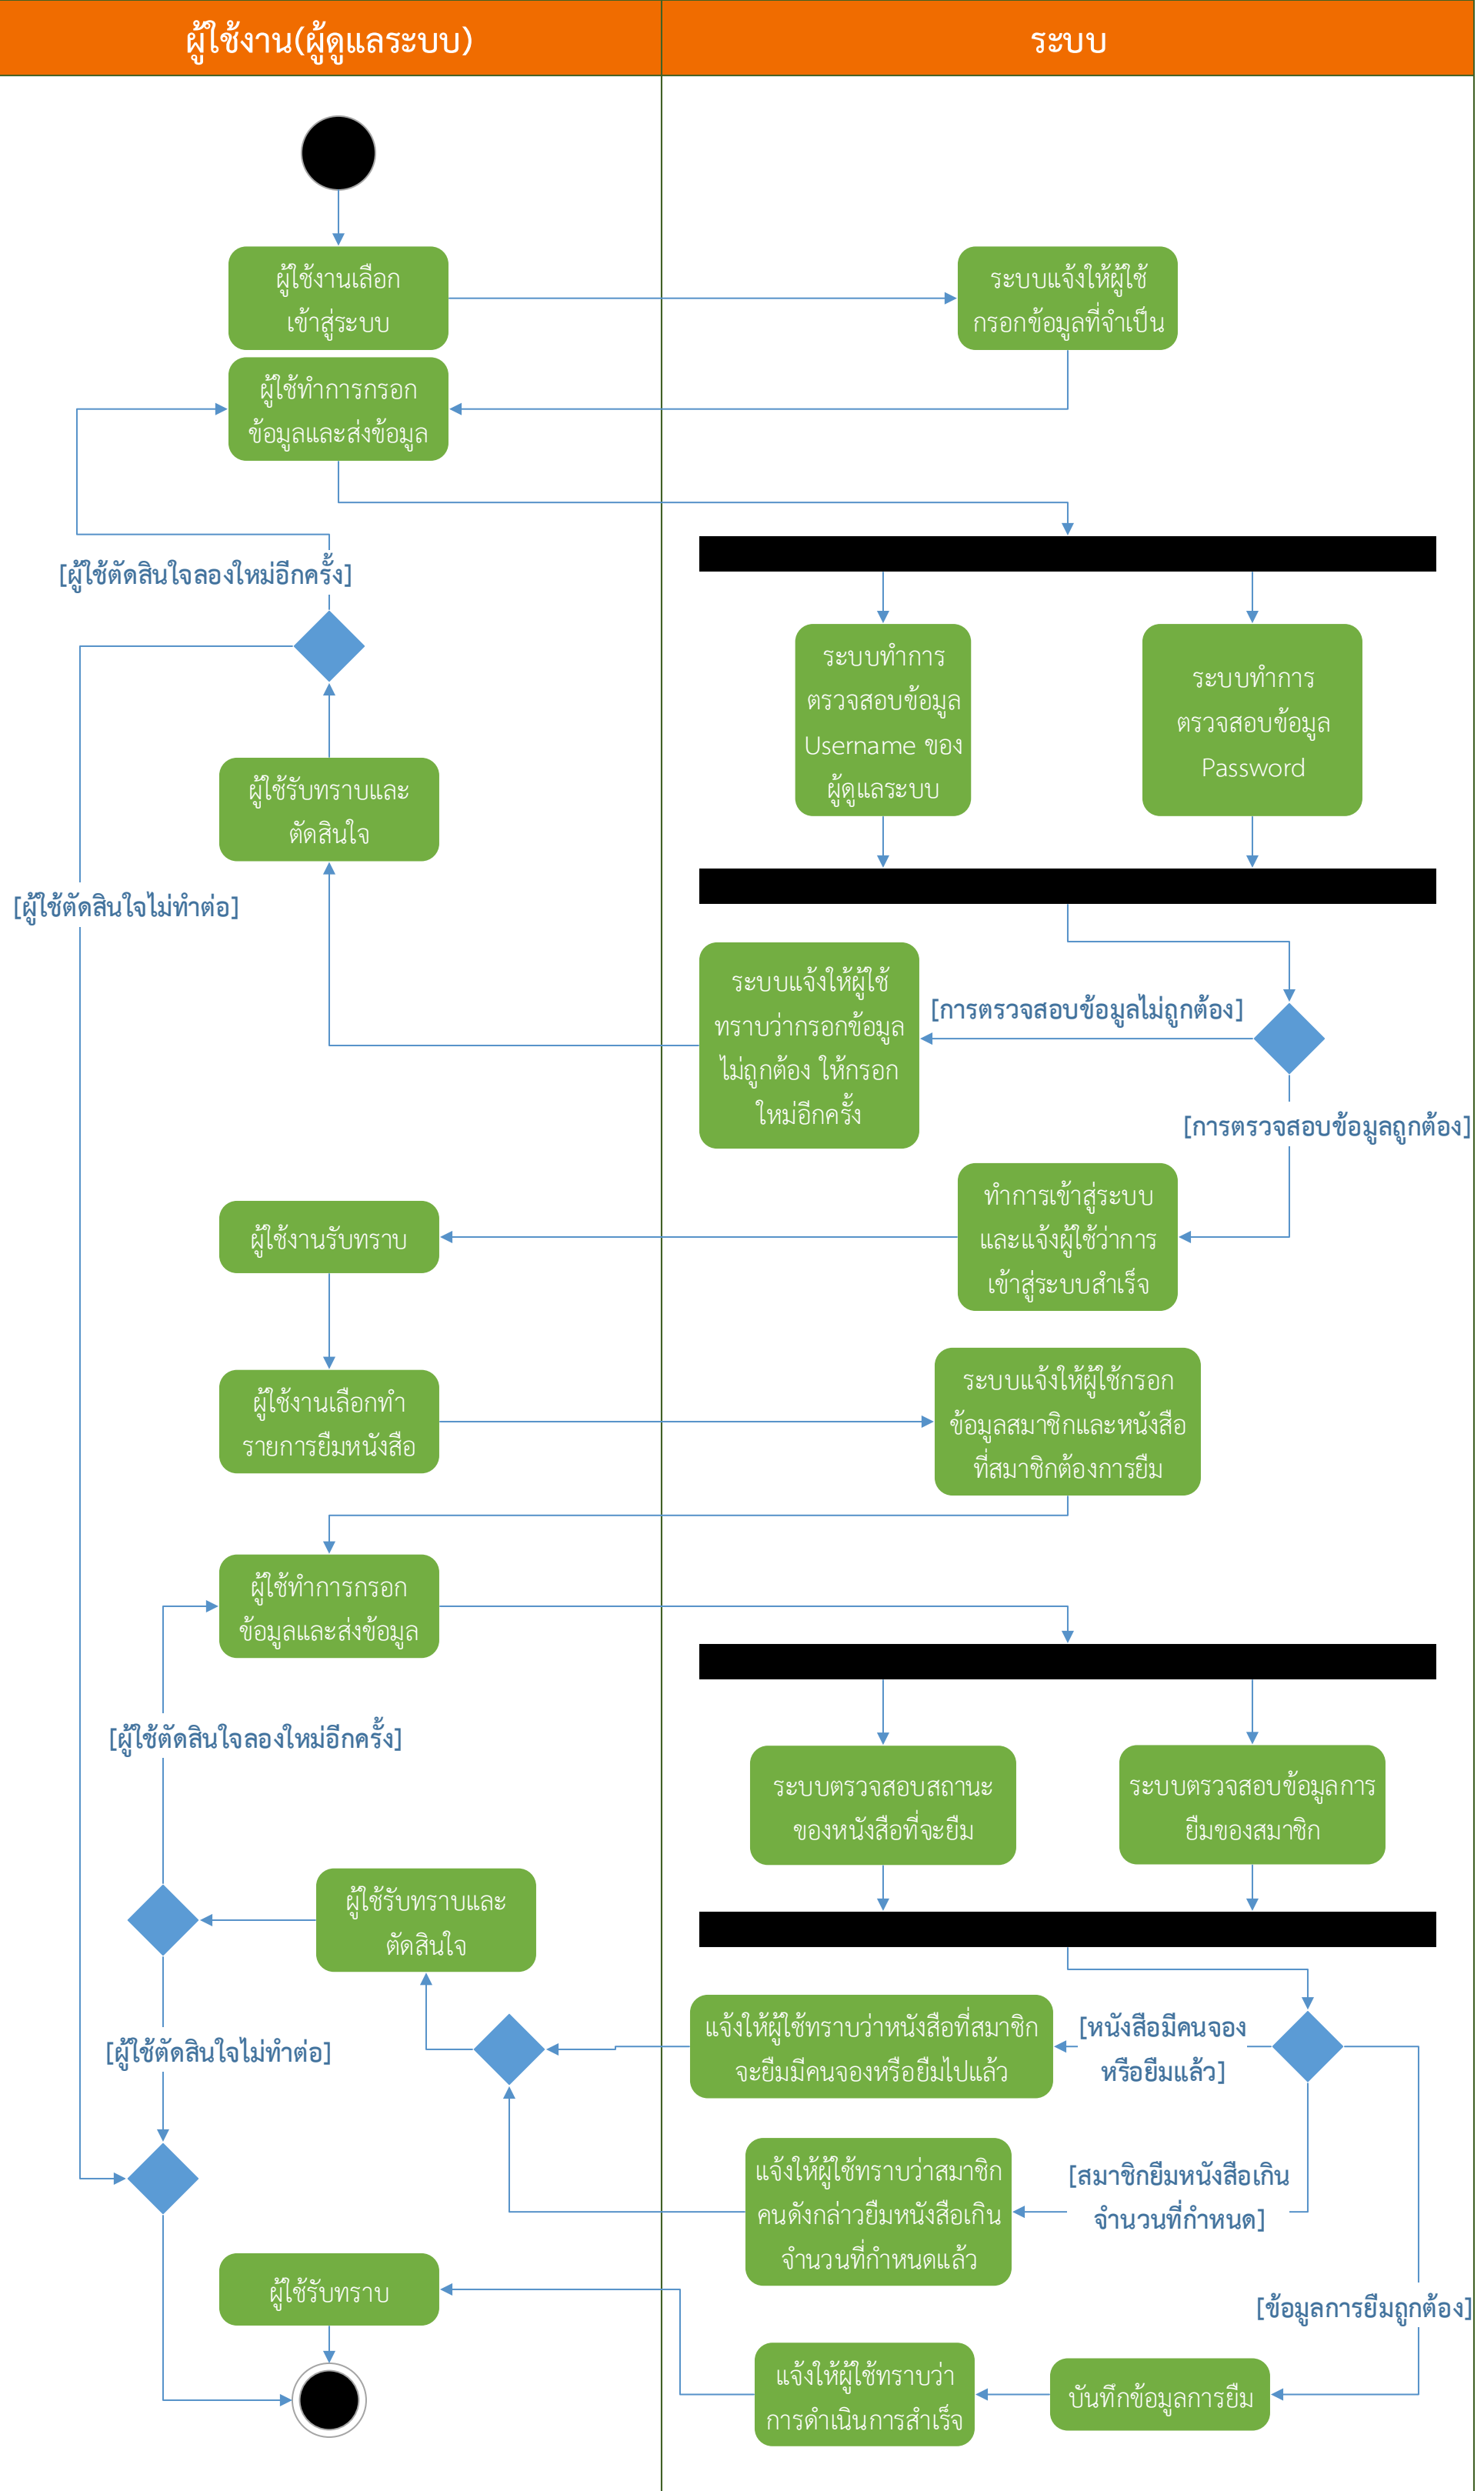 ผู้ใช้งาน(ผู้ดูแลระบบ)
ระบบ
ผู้ใช้งานเลือก
เข้าสู่ระบบ
ระบบแจ้งให้ผู้ใช้
กรอกข้อมูลที่จำเป็น
ผู้ใช้ทำการกรอก
ข้อมูลและส่งข้อมูล
[ผู้ใช้ตัดสินใจลองใหม่อีกครั้ง]
ระบบทำการ
ตรวจสอบข้อมูล
Username ของ
ผู้ดูแลระบบ
ระบบทำการ
ตรวจสอบข้อมูล
Password
ผู้ใช้รับทราบและ
ตัดสินใจ
[ผู้ใช้ตัดสินใจไม่ทำต่อ]
ระบบแจ้งให้ผู้ใช้
ทราบว่ากรอกข้อมูล
ไม่ถูกต้อง ให้กรอก
ใหม่อีกครั้ง
[การตรวจสอบข้อมูลไม่ถูกต้อง]
[การตรวจสอบข้อมูลถูกต้อง]
ทำการเข้าสู่ระบบ
และแจ้งผู้ใช้ว่าการ
เข้าสู่ระบบสำเร็จ
ผู้ใช้งานรับทราบ
ผู้ใช้งานเลือกทำ
รายการยืมหนังสือ
ระบบแจ้งให้ผู้ใช้กรอก
ข้อมูลสมาชิกและหนังสือ
ที่สมาชิกต้องการยืม
ผู้ใช้ทำการกรอก
ข้อมูลและส่งข้อมูล
[ผู้ใช้ตัดสินใจลองใหม่อีกครั้ง]
ระบบตรวจสอบสถานะ
ของหนังสือที่จะยืม
ระบบตรวจสอบข้อมูลการ
ยืมของสมาชิก
ผู้ใช้รับทราบและ
ตัดสินใจ
[ผู้ใช้ตัดสินใจไม่ทำต่อ]
แจ้งให้ผู้ใช้ทราบว่าหนังสือที่สมาชิก
จะยืมมีคนจองหรือยืมไปแล้ว
[หนังสือมีคนจอง
หรือยืมแล้ว]
แจ้งให้ผู้ใช้ทราบว่าสมาชิก
คนดังกล่าวยืมหนังสือเกิน
จำนวนที่กำหนดแล้ว
[สมาชิกยืมหนังสือเกิน
จำนวนที่กำหนด]
ผู้ใช้รับทราบ
[ข้อมูลการยืมถูกต้อง]
แจ้งให้ผู้ใช้ทราบว่า
การดำเนินการสำเร็จ
บันทึกข้อมูลการยืม